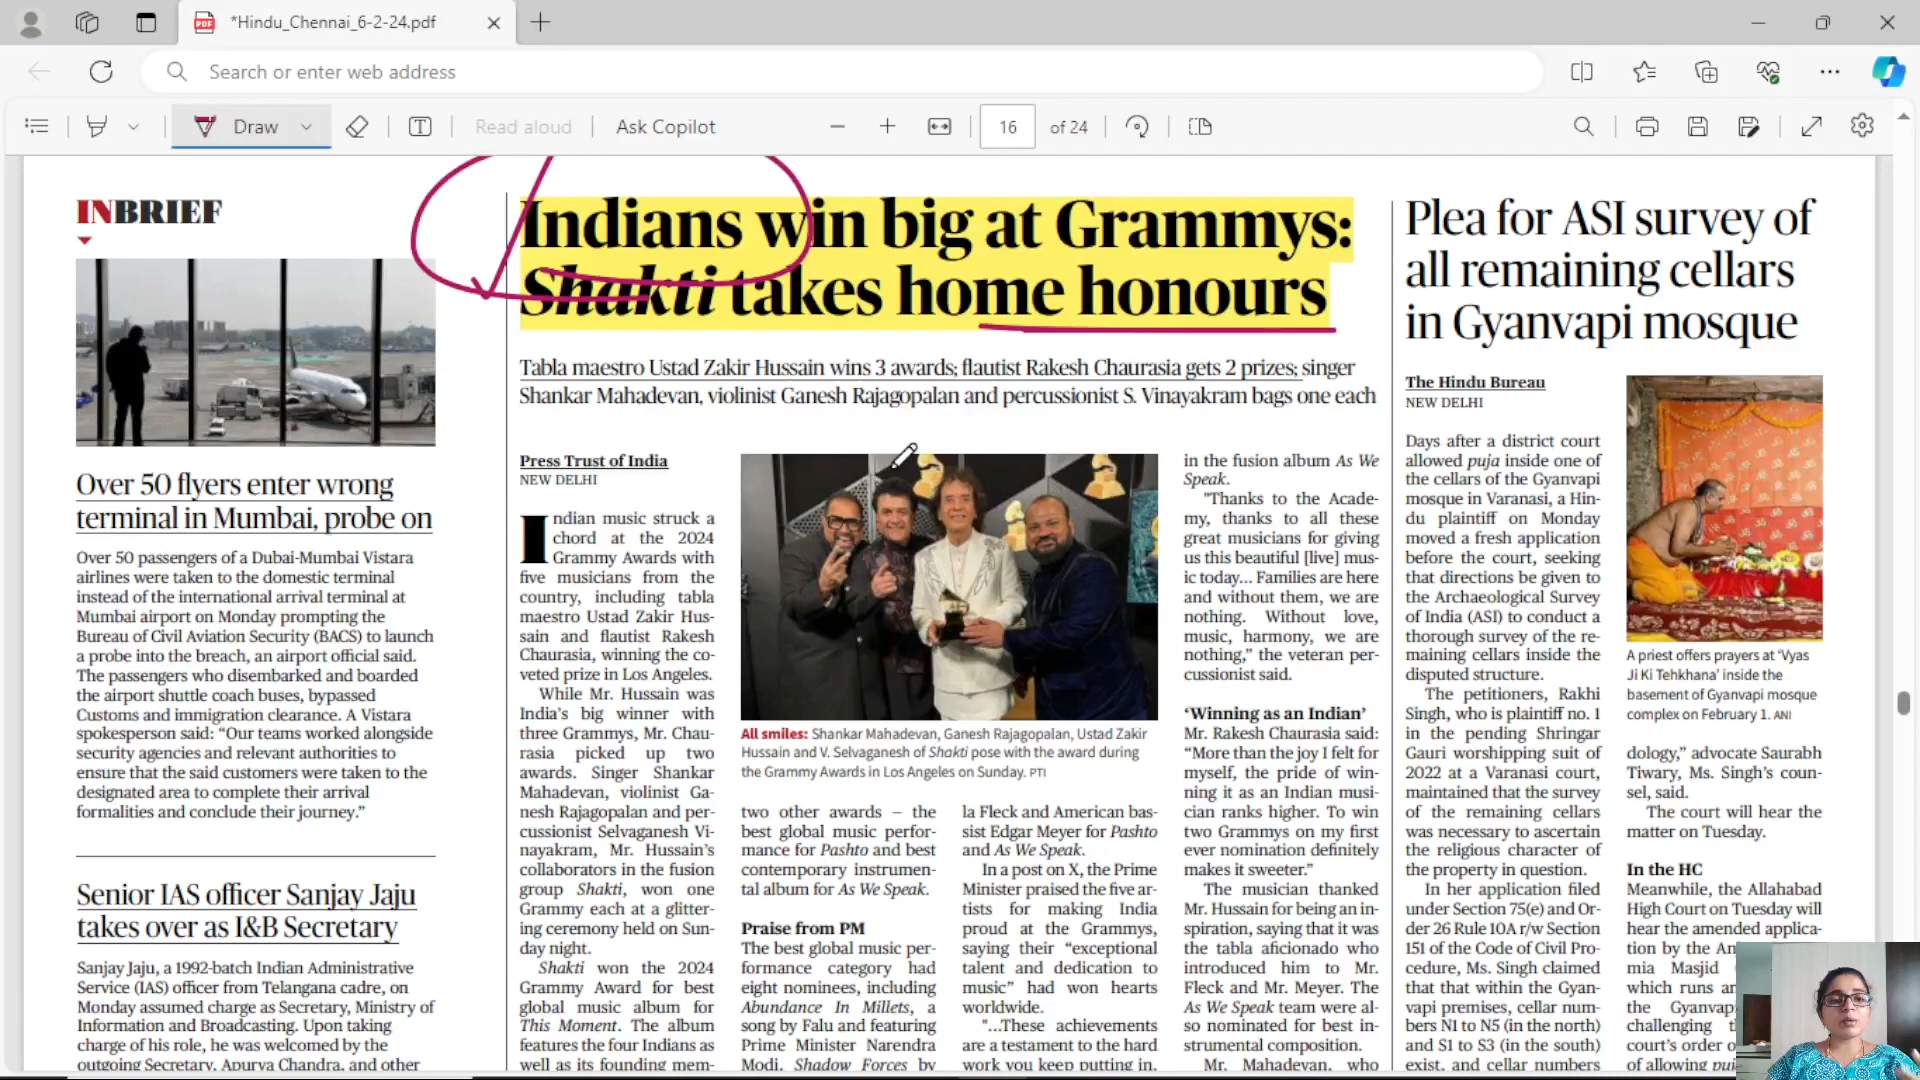 *Hindu_Chennai_6-2-24.pdf
Search or enter web address
Draw
Read aloud
Ask Copilot
16
of 24
INBRIEF
Over 50 flyers enter wrong
terminal in Mumbai, probe on
Over 50 passengers of a Dubai-Mumbai Vistara
airlines were taken to the domestic terminal
instead of the international arrival terminal at
Mumbai airport on Monday prompting the
Bureau of Civil Aviation Security (BACS) to launch
a probe into the breach, an airport official said.
The passengers who disembarked and boarded
the airport shuttle coach buses, bypassed
Customs and immigration clearance. A Vistara
spokesperson said: “Our teams worked alongside
security agencies and relevant authorities to
ensure that the said customers were taken to the
designated area to complete their arrival
formalities and conclude their journey.”
Senior IAS officer Sanjay Jaju
takes over as I&B Secretary
Sanjay Jaju, a 1992-batch Indian Administrative
Service (IAS) officer from Telangana cadre, on
Monday assumed charge as Secretary, Ministry of
Information and Broadcasting. Upon taking
charge of his role, he was welcomed by the
outgoing Secretary, Apurva Chandra, and other
Indians win big at Grammys:
Shakti takes home honours
Tabla maestro Ustad Zakir Hussain wins 3 awards; flautist Rakesh Chaurasia gets 2 prizes; singer
Shankar Mahadevan, violinist Ganesh Rajagopalan and percussionist S. Vinayakram bags one each
Press Trust of India
NEW DELHI
Indian music struck a
chord at the 2024
Grammy Awards with
five musicians from the
country, including tabla
maestro Ustad Zakir Hus-
sain and flautist Rakesh
Chaurasia, winning the co-
veted prize in Los Angeles.
While Mr. Hussain was
India’s big winner with
three Grammys, Mr. Chau-
rasia picked up two
awards. Singer Shankar
Mahadevan, violinist Ga-
nesh Rajagopalan and per-
cussionist Selvaganesh Vi-
nayakram, Mr. Hussain’s
collaborators in the fusion
group Shakti, won one
Grammy each at a glitter-
ing ceremony held on Sun-
day night.
Shakti won the 2024
Grammy Award for best
global music album for
This Moment. The album
features the four Indians as
well as its founding mem-
All smiles: Shankar Mahadevan, Ganesh Rajagopalan, Ustad Zakir
Hussain and V. Selvaganesh of Shakti pose with the award during
the Grammy Awards in Los Angeles on Sunday. PTI
two other awards – the
best global music perfor-
mance for Pashto and best
contemporary instrumen-
tal album for As We Speak.
Praise from PM
The best global music per-
formance category had
eight nominees, including
Abundance In Millets, a
song by Falu and featuring
Prime Minister Narendra
Modi, Shadow Forces by
la Fleck and American bas-
sist Edgar Meyer for Pashto
and As We Speak.
In a post on X, the Prime
Minister praised the five ar-
tists for making India
proud at the Grammys,
saying their “exceptional
talent and dedication to
music” had won hearts
worldwide.
"...These achievements
are a testament to the hard
work you keep putting in.
in the fusion album As We
Speak.
"Thanks to the Acade-
my, thanks to all these
great musicians for giving
us this beautiful [live] mus-
ic today... Families are here
and without them, we are
nothing. Without love,
music, harmony, we are
nothing,” the veteran per-
cussionist said.
‘Winning as an Indian’
Mr. Rakesh Chaurasia said:
“More than the joy I felt for
myself, the pride of win-
ning it as an Indian musi-
cian ranks higher. To win
two Grammys on my first
ever nomination definitely
makes it sweeter.”
The musician thanked
Mr. Hussain for being an in-
spiration, saying that it was
the tabla aficionado who
introduced him to Mr.
Fleck and Mr. Meyer. The
As We Speak team were al-
so nominated for best in-
strumental composition.
Mr. Mahadevan, who
Plea for ASI survey of
all remaining cellars
in Gyanvapi mosque
The Hindu Bureau
NEW DELHI
Days after a district court
allowed puja inside one of
the cellars of the Gyanvapi
mosque in Varanasi, a Hin-
du plaintiff on Monday
moved a fresh application
before the court, seeking
that directions be given to
the Archaeological Survey
of India (ASI) to conduct a
thorough survey of the re-
maining cellars inside the
disputed structure.
The petitioners, Rakhi
Singh, who is plaintiff no. 1
in the pending Shringar
Gauri worshipping suit of
2022 at a Varanasi court,
maintained that the survey
of the remaining cellars
was necessary to ascertain
the religious character of
the property in question.
In her application filed
under Section 75(e) and Or-
der 26 Rule 10A r/w Section
151 of the Code of Civil Pro-
cedure, Ms. Singh claimed
that that within the Gyan-
vapi premises, cellar num-
bers N1 to N5 (in the north)
and S1 to S3 (in the south)
exist, and cellar numbers
A priest offers prayers at ‘Vyas
Ji Ki Tehkhana’ inside the
basement of Gyanvapi mosque
complex on February 1. ANI
dology,” advocate Saurabh
Tiwary, Ms. Singh’s coun-
sel, said.
The court will hear the
matter on Tuesday.
In the HC
Meanwhile, the Allahabad
High Court on Tuesday will
hear the amended applica-
tion by the An
mia Masjid
which runs ar
the Gyanvap
challenging t
court’s order o
of allowing